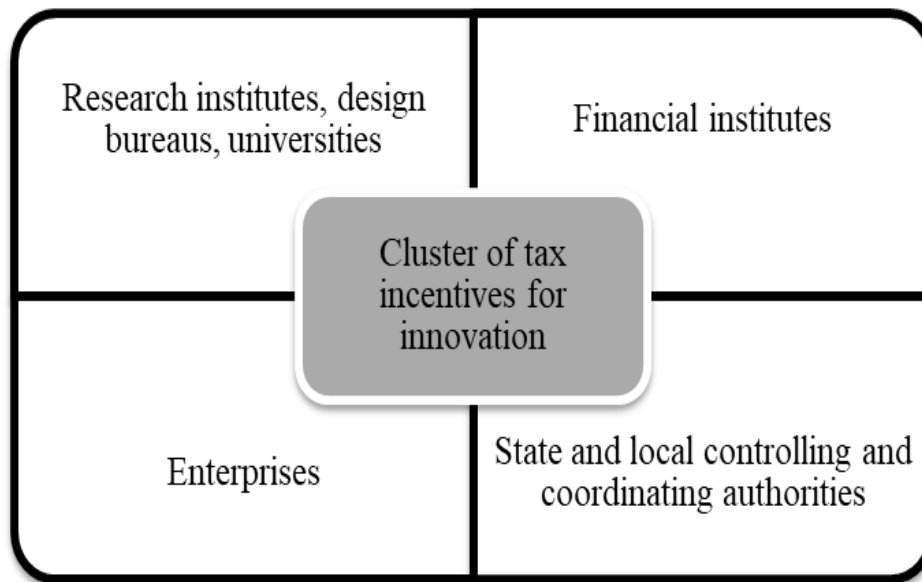 Research institutes, design
bureaus, universities
Financial institutes
Cluster of tax
incentives for
innovation
Enterprises
State and local controlling and
coordinating authorities